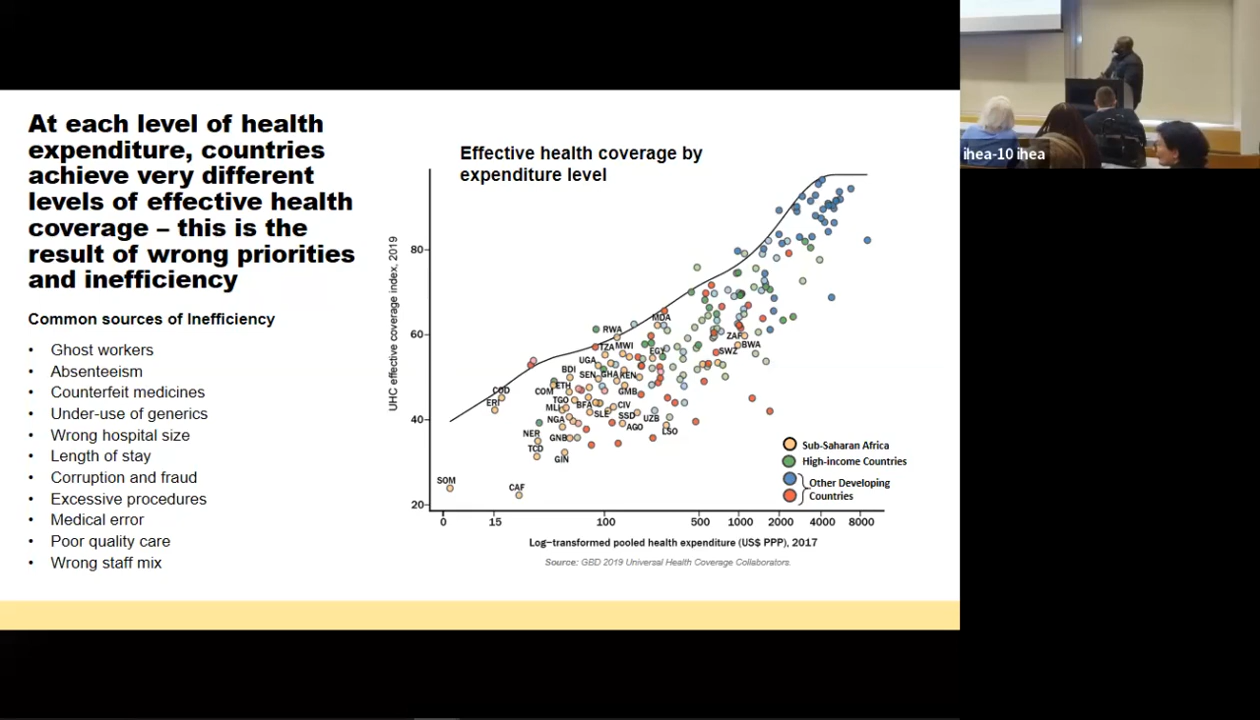 At each level of health
expenditure, countries
achieve very different
levels of effective health
coverage – this is the
result of wrong priorities
and inefficiency
Common sources of Inefficiency
• Ghost workers
• Absenteeism
• Counterfeit medicines
• Under-use of generics
• Wrong hospital size
• Length of stay
• Corruption and fraud
• Excessive procedures
• Medical error
• Poor quality care
• Wrong staff mix
Effective health coverage by
expenditure level
UHC effective coverage index, 2019
80
60
40
20
MDA
RWA
TZA MWI
ZAF
BWA
EGY
SWZ
UGA
BDI
SEN GHA KEN
ETH
COM
GMB
COD
ERI
TGO
BFA
CIV
MLI
SLE
SSD
UZB
NGA
AGO
LSO
NER
GNB
TCD
GIN
SOM
CAF
Sub-Saharan Africa
High-income Countries
Other Developing
Countries
0 15 100 500 1000 2000 4000 8000
Log–transformed pooled health expenditure (US$ PPP), 2017
Source: GBD 2019 Universal Health Coverage Collaborators.
ihea-10 ihea